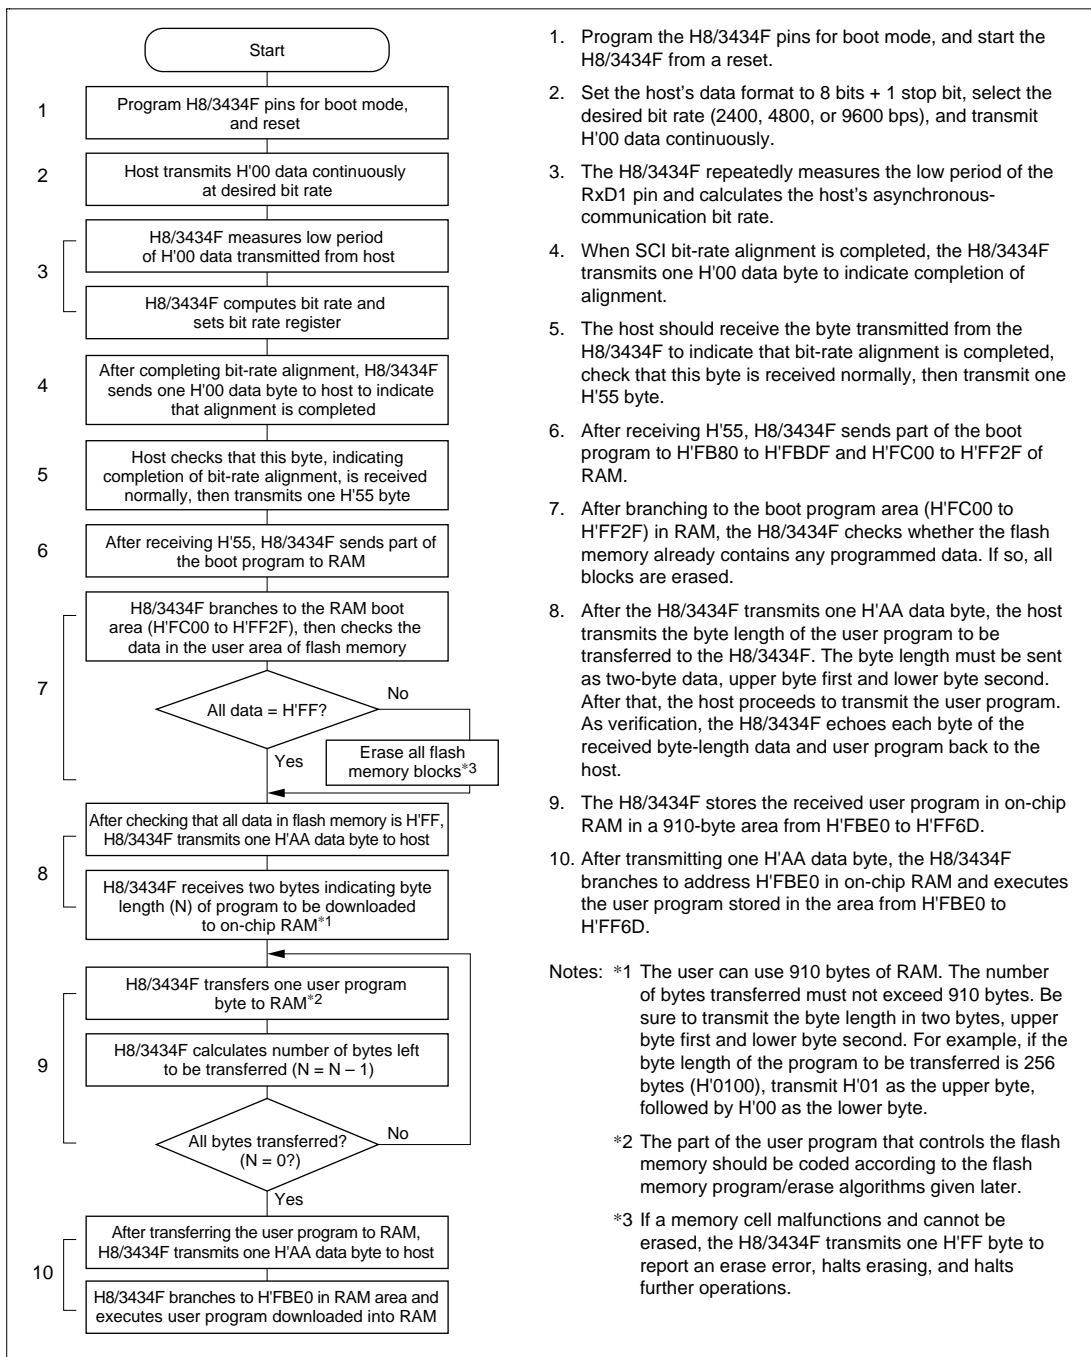 Start
1
Program H8/3434F pins for boot mode,
and reset
2
Host transmits H'00 data continuously
at desired bit rate
3
H8/3434F measures low period
of H'00 data transmitted from host
H8/3434F computes bit rate and
sets bit rate register
4
After completing bit-rate alignment, H8/3434F
sends one H'00 data byte to host to indicate
that alignment is completed
5
Host checks that this byte, indicating
completion of bit-rate alignment, is received
normally, then transmits one H'55 byte
6
After receiving H'55, H8/3434F sends part of
the boot program to RAM
7
H8/3434F branches to the RAM boot
area (H'FC00 to H'FF2F), then checks the
data in the user area of flash memory
All data = H'FF?
No
Yes
Erase all flash
memory blocks*3
8
After checking that all data in flash memory is H'FF,
H8/3434F transmits one H'AA data byte to host
H8/3434F receives two bytes indicating byte
length (N) of program to be downloaded
to on-chip RAM*1
9
H8/3434F transfers one user program
byte to RAM*2
H8/3434F calculates number of bytes left
to be transferred (N = N – 1)
All bytes transferred?
(N = 0?)
No
Yes
10
After transferring the user program to RAM,
H8/3434F transmits one H'AA data byte to host
H8/3434F branches to H'FBE0 in RAM area and
executes user program downloaded into RAM
1. Program the H8/3434F pins for boot mode, and start the
H8/3434F from a reset.
2. Set the host's data format to 8 bits + 1 stop bit, select the
desired bit rate (2400, 4800, or 9600 bps), and transmit
H'00 data continuously.
3. The H8/3434F repeatedly measures the low period of the
RxD1 pin and calculates the host's asynchronous-
communication bit rate.
4. When SCI bit-rate alignment is completed, the H8/3434F
transmits one H'00 data byte to indicate completion of
alignment.
5. The host should receive the byte transmitted from the
H8/3434F to indicate that bit-rate alignment is completed,
check that this byte is received normally, then transmit one
H'55 byte.
6. After receiving H'55, H8/3434F sends part of the boot
program to H'FB80 to H'FBDF and H'FC00 to H'FF2F of
RAM.
7. After branching to the boot program area (H'FC00 to
H'FF2F) in RAM, the H8/3434F checks whether the flash
memory already contains any programmed data. If so, all
blocks are erased.
8. After the H8/3434F transmits one H'AA data byte, the host
transmits the byte length of the user program to be
transferred to the H8/3434F. The byte length must be sent
as two-byte data, upper byte first and lower byte second.
After that, the host proceeds to transmit the user program.
As verification, the H8/3434F echoes each byte of the
received byte-length data and user program back to the
host.
9. The H8/3434F stores the received user program in on-chip
RAM in a 910-byte area from H'FBE0 to H'FF6D.
10. After transmitting one H'AA data byte, the H8/3434F
branches to address H'FBE0 in on-chip RAM and executes
the user program stored in the area from H'FBE0 to
H'FF6D.
Notes: *1 The user can use 910 bytes of RAM. The number
of bytes transferred must not exceed 910 bytes. Be
sure to transmit the byte length in two bytes, upper
byte first and lower byte second. For example, if the
byte length of the program to be transferred is 256
bytes (H'0100), transmit H'01 as the upper byte,
followed by H'00 as the lower byte.
*2 The part of the user program that controls the flash
memory should be coded according to the flash
memory program/erase algorithms given later.
*3 If a memory cell malfunctions and cannot be
erased, the H8/3434F transmits one H'FF byte to
report an erase error, halts erasing, and halts
further operations.